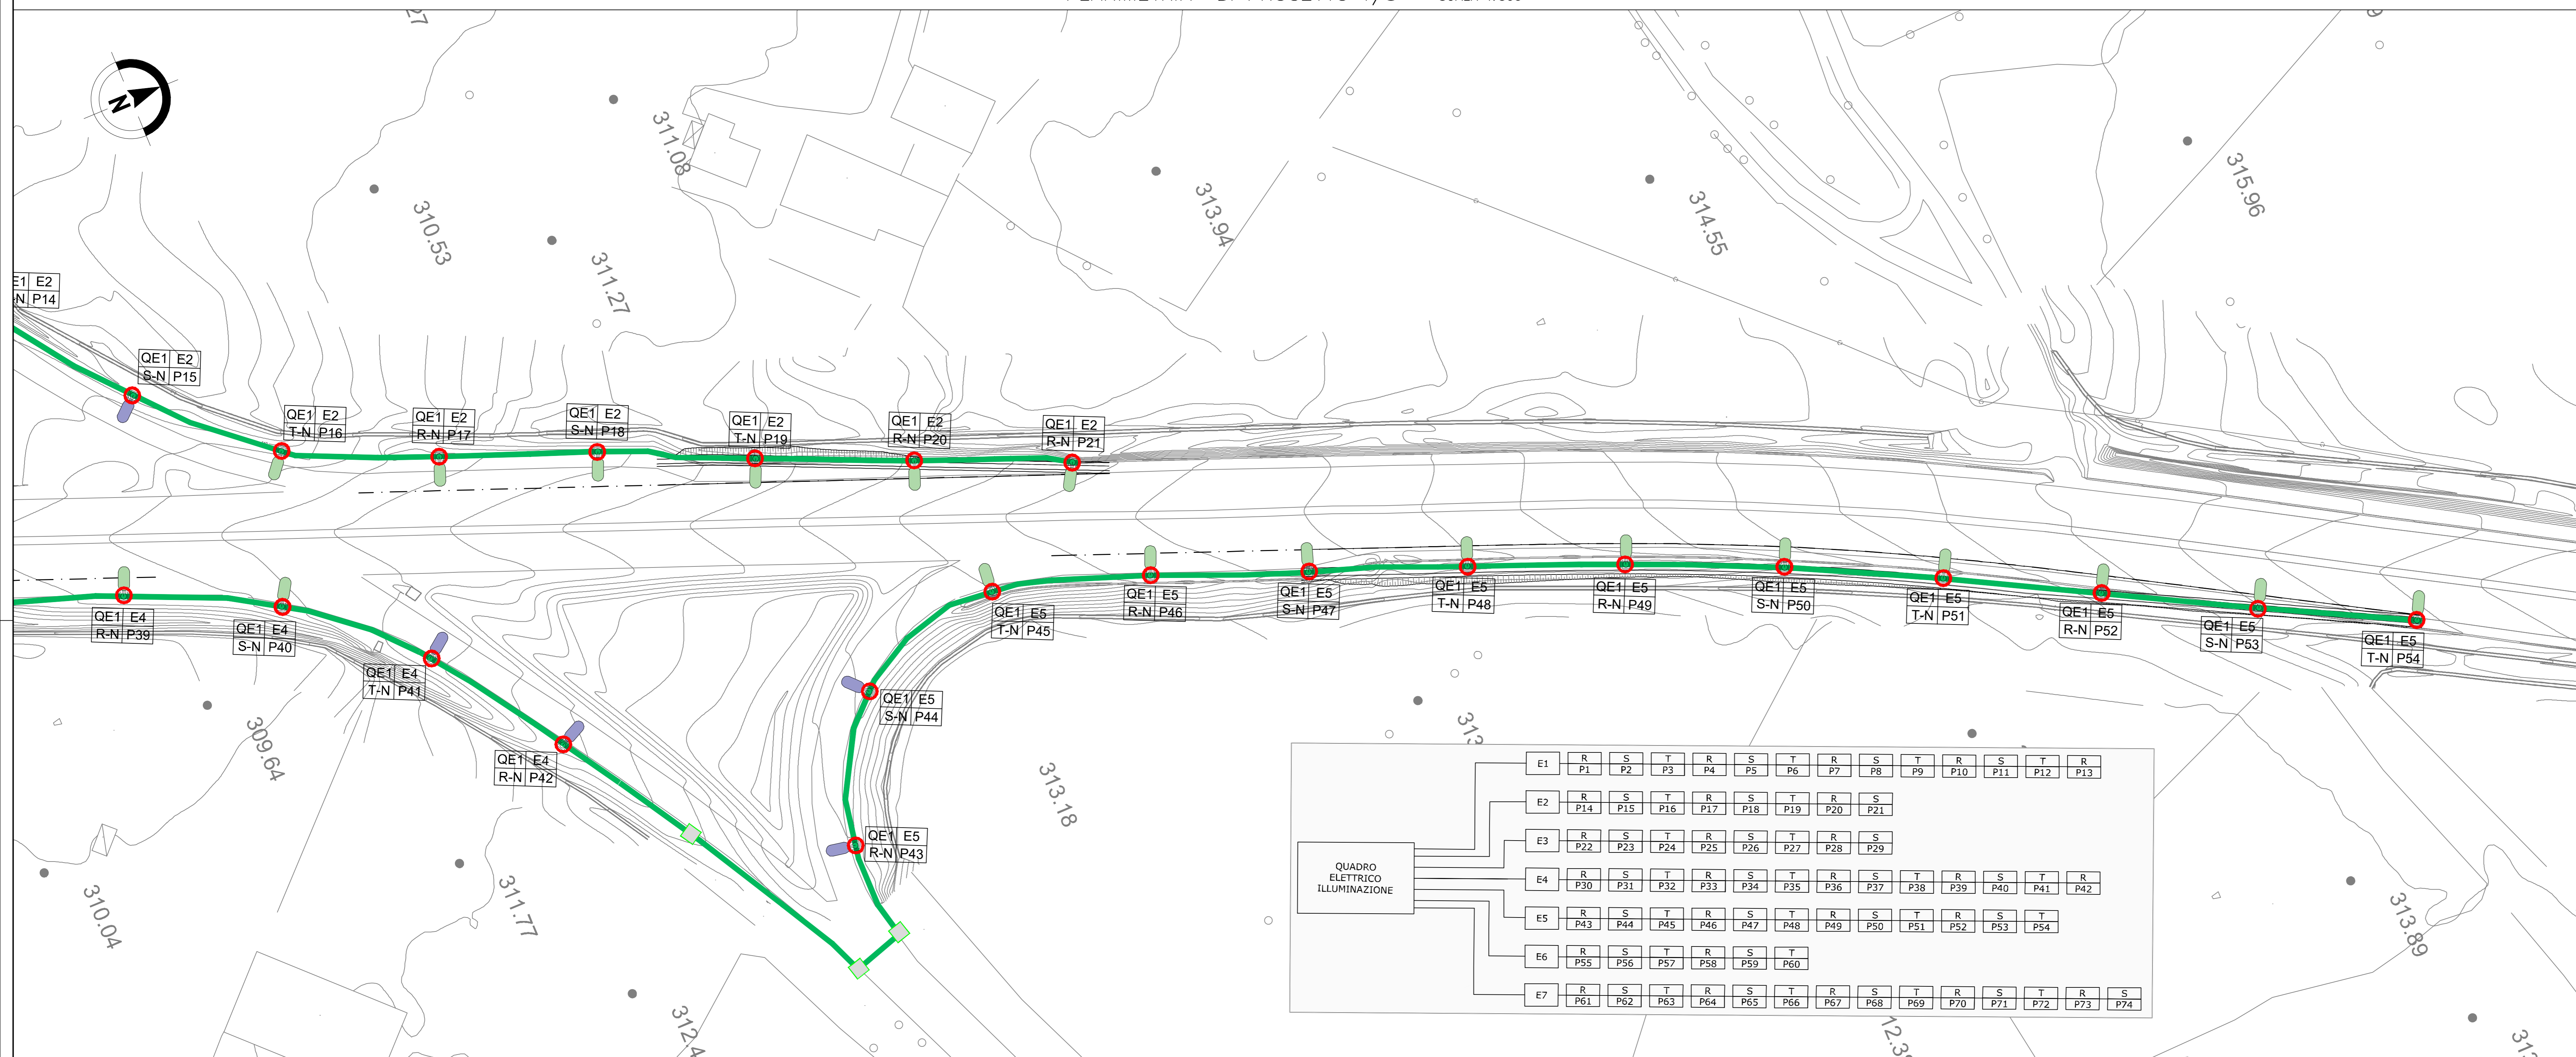 N
311.08
310.53
311.27
313.94
314.55
315.96
E1 E2
-N P14
QE1 E2
S-N P15
QE1 E2
T-N P16
QE1 E2
R-N P17
QE1 E2
S-N P18
QE1 E2
T-N P19
QE1 E2
R-N P20
QE1 E2
R-N P21
QE1 E4
R-N P39
QE1 E4
S-N P40
QE1 E4
T-N P41
QE1 E4
R-N P42
QE1 E5
R-N P43
QE1 E5
S-N P44
QE1 E5
T-N P45
QE1 E5
R-N P46
QE1 E5
S-N P47
QE1 E5
T-N P48
QE1 E5
R-N P49
QE1 E5
S-N P50
QE1 E5
T-N P51
QE1 E5
R-N P52
QE1 E5
S-N P53
QE1 E5
T-N P54
309.64
310.04
311.77
312.4
313.18
313
313.89
QUADRO
ELETTRICO
ILLUMINAZIONE
E1
R S T R S T R S T R S T R
P1 P2 P3 P4 P5 P6 P7 P8 P9 P10 P11 P12 P13
E2
R S T R S T R S
P14 P15 P16 P17 P18 P19 P20 P21
E3
R S T R S T R S
P22 P23 P24 P25 P26 P27 P28 P29
E4
R S T R S T R S T R S T R
P30 P31 P32 P33 P34 P35 P36 P37 P38 P39 P40 P41 P42
E5
R S T R S T R S T R S T
P43 P44 P45 P46 P47 P48 P49 P50 P51 P52 P53 P54
E6
R S T R S T
P55 P56 P57 P58 P59 P60
E7
R S T R S T R S T R S T R S
P61 P62 P63 P64 P65 P66 P67 P68 P69 P70 P71 P72 P73 P74